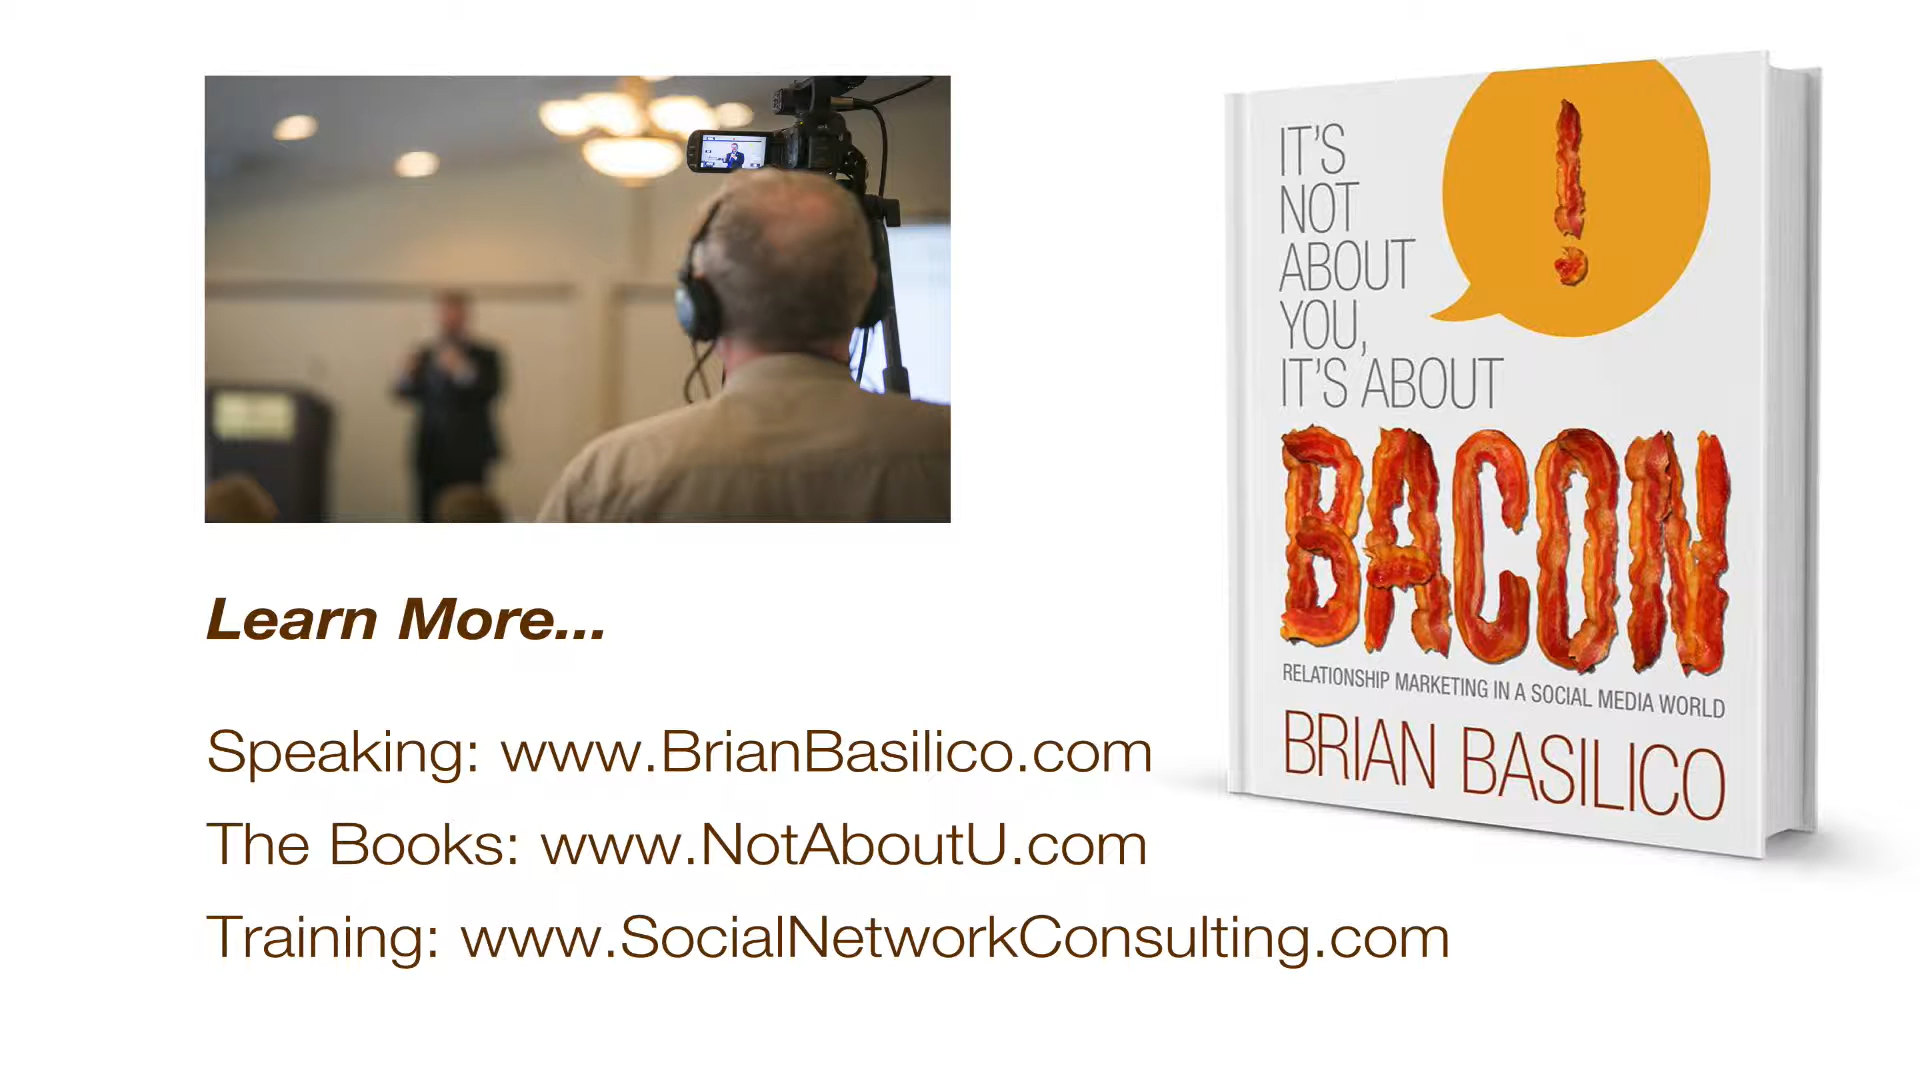 IT'S
NOT
ABOUT
YOU,
IT'S ABOUT
BACON
RELATIONSHIP MARKETING IN A SOCIAL MEDIA WORLD
BRIAN BASILICO
Learn More...
Speaking: www.BrianBasilico.com
The Books: www.NotAboutU.com
Training: www.SocialNetworkConsulting.com